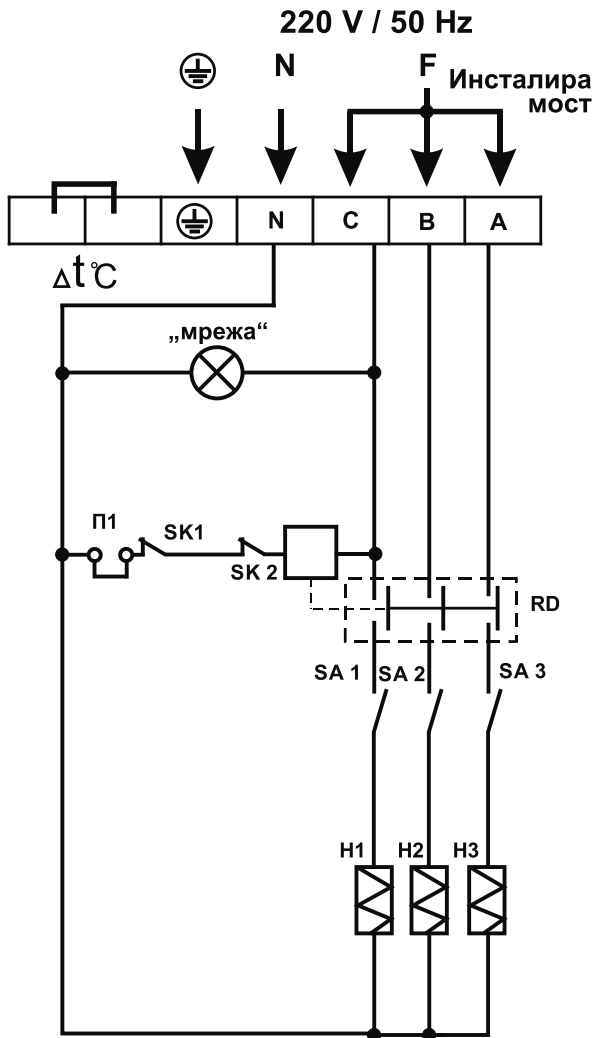 220 V / 50 Hz
N
F
Инсталира
мост
N
C
B
A
Δt℃
„мрежа“
П1
SK1
SK 2
RD
SA 1
SA 2
SA 3
H1
H2
H3